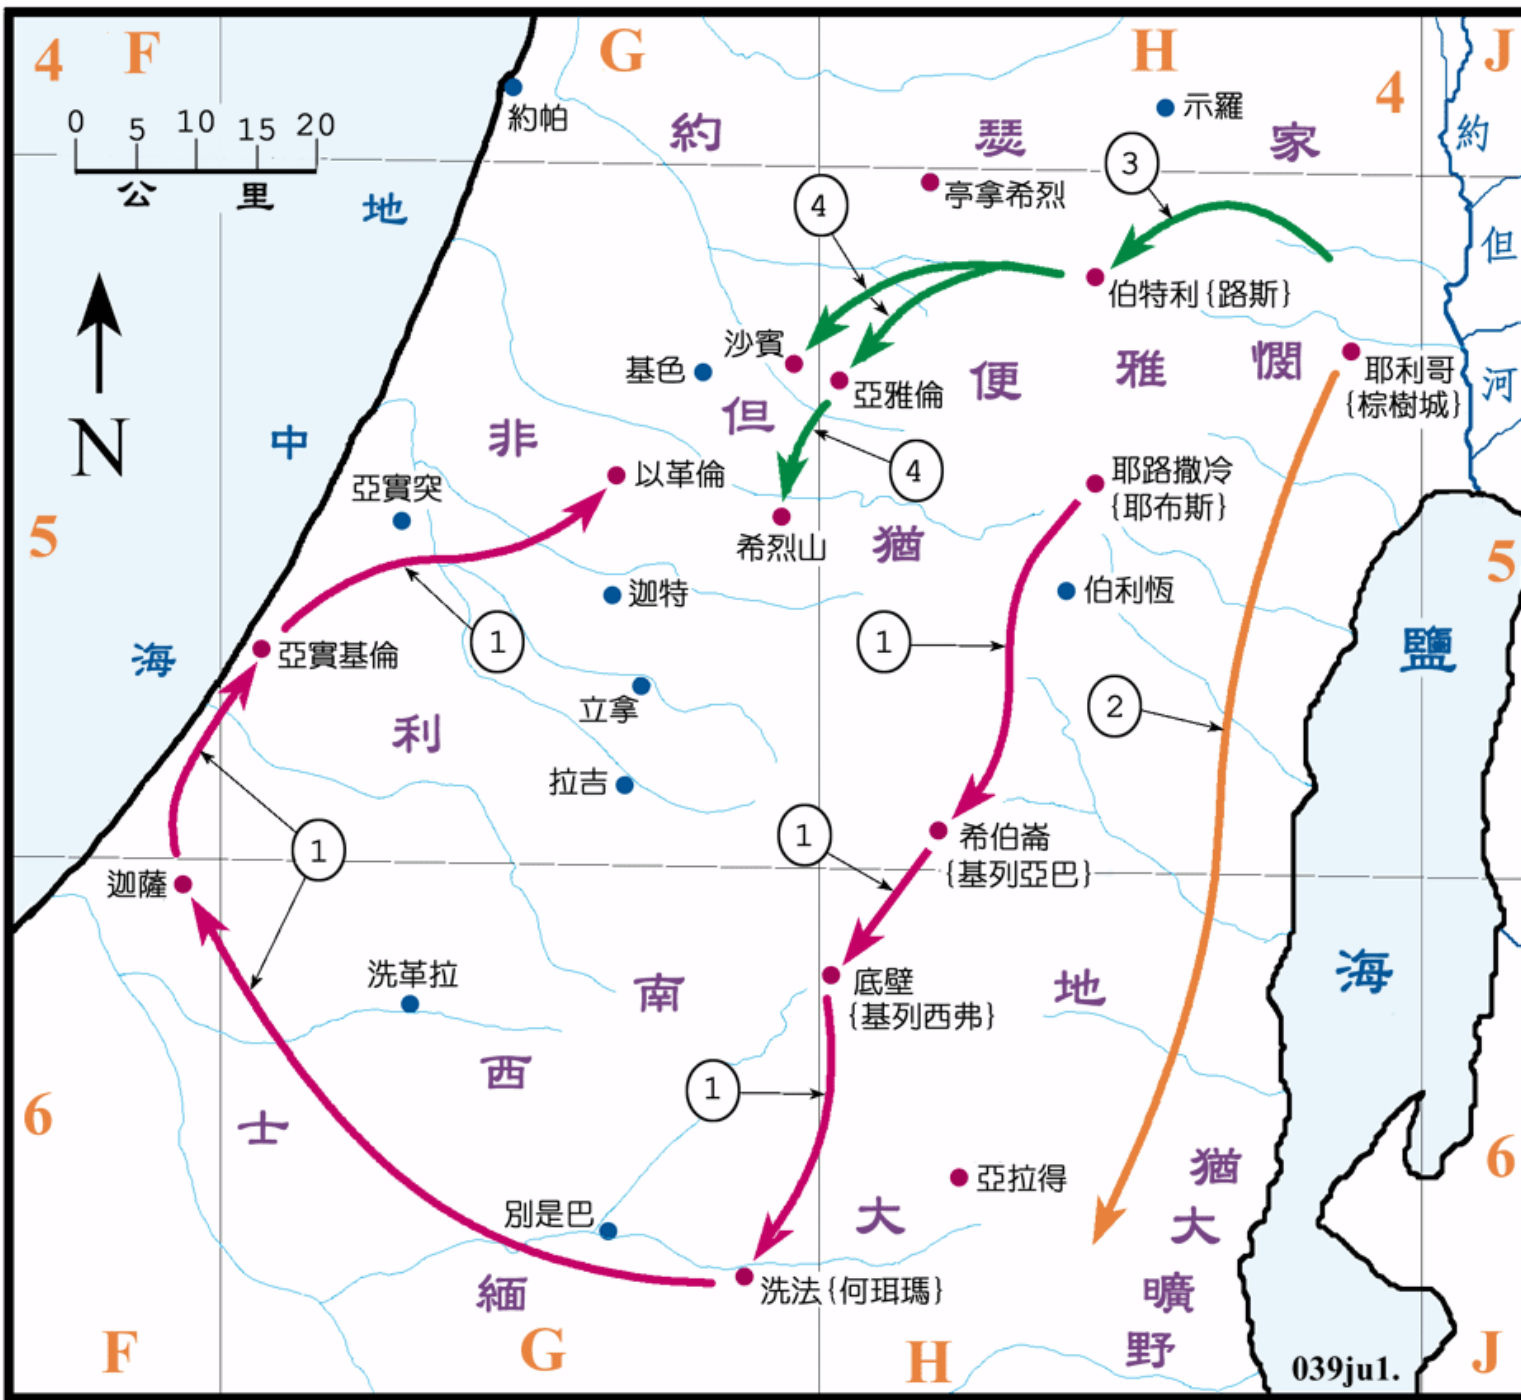 4 F G H J
4
0 5 10 15 20
公里
N
約帕
示羅
約瑟家
3
亭拿希烈
4
約但河
地中海
伯特利{路斯}
沙賓
基色
亞雅倫
便雅憫
耶利哥
{棕樹城}
但
4
以革倫
亞實突
耶路撒冷
{耶布斯}
希烈山
5
5
迦特
伯利恆
1
1
亞實基倫
立拿
2
鹽海
拉吉
1
1
希伯崙
{基列亞巴}
迦薩
洗革拉
底壁
{基列西弗}
非利士
南地
1
西緬
6
6
亞拉得
別是巴
猶大
猶大曠野
洗法{何珥瑪}
F G H J
039ju1.